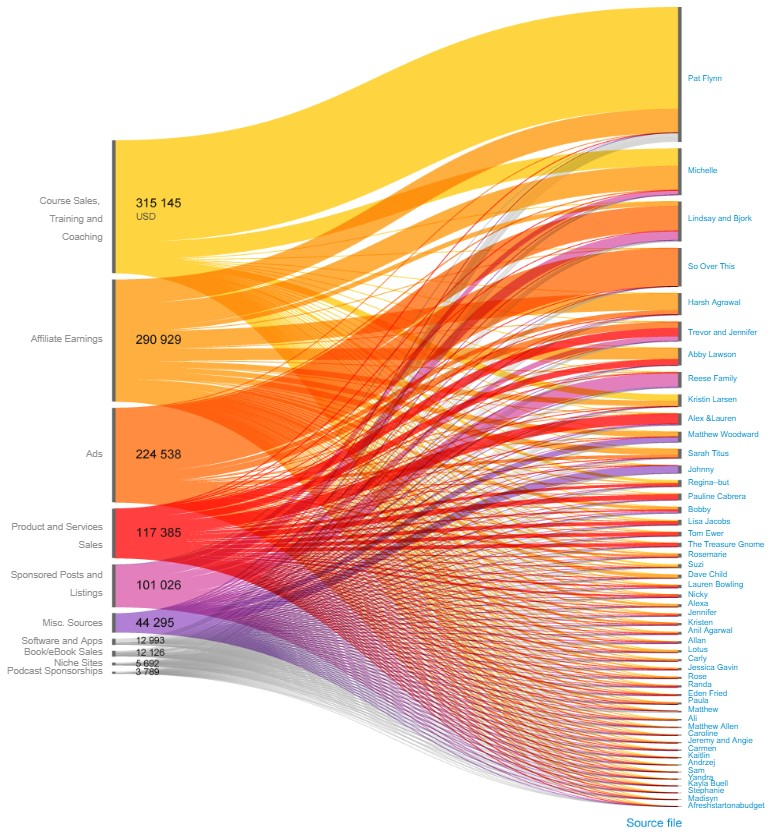 Course Sales,
Training and
Coaching
315 145
USD
Affiliate Earnings
290 929
Ads
224 538
Product and Services
Sales
117 385
Sponsored Posts and
Listings
101 026
Misc. Sources
44 295
Software and Apps
12 993
Book/eBook Sales
12 126
Niche Sites
5 692
Podcast Sponsorships
3 789
Pat Flynn
Michelle
Lindsay and Bjork
So Over This
Harsh Agrawal
Trevor and Jennifer
Abby Lawson
Reese Family
Kristin Larsen
Alex &Lauren
Matthew Woodward
Sarah Titus
Johnny
Regina–but
Pauline Cabrera
Bobby
Lisa Jacobs
Tom Ewer
The Treasure Gnome
Rosemarie
Suzi
Dave Child
Lauren Bowling
Nicky
Alexa
Jennifer
Kristen
Anil Agarwal
Allan
Lotus
Carly
Jessica Gavin
Rose
Randa
Eden Fried
Paula
Matthew
Ali
Matthew Allen
Caroline
Jeremy and Angie
Carmen
Kaitlin
Andrzej
Sam
Yandra
Kayla Buell
Stephanie
Madisyn
Afreshstartonabudget
Source file